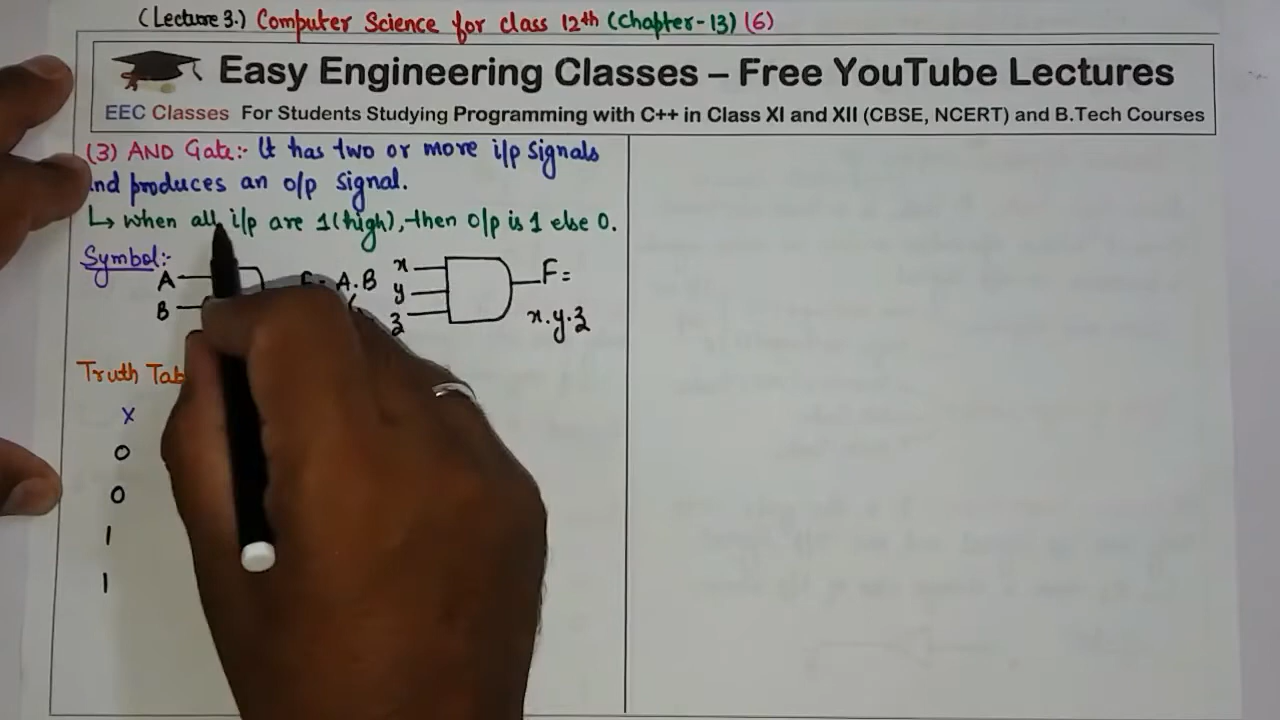 (Lecture 3.) Computer Science for class 12th (Chapter-13) (6)
Easy Engineering Classes – Free YouTube Lectures
EEC Classes For Students Studying Programming with C++ in Class XI and XII (CBSE, NCERT) and B.Tech Courses
(3) AND Gate:- It has two or more i/p signals
and produces an o/p signal.
↳ when all i/p are 1(high), then o/p is 1 else 0.
Symbol:-
A
B
A.B
x
y
z
F=
x.y.z
Truth
X
0
0
1
1